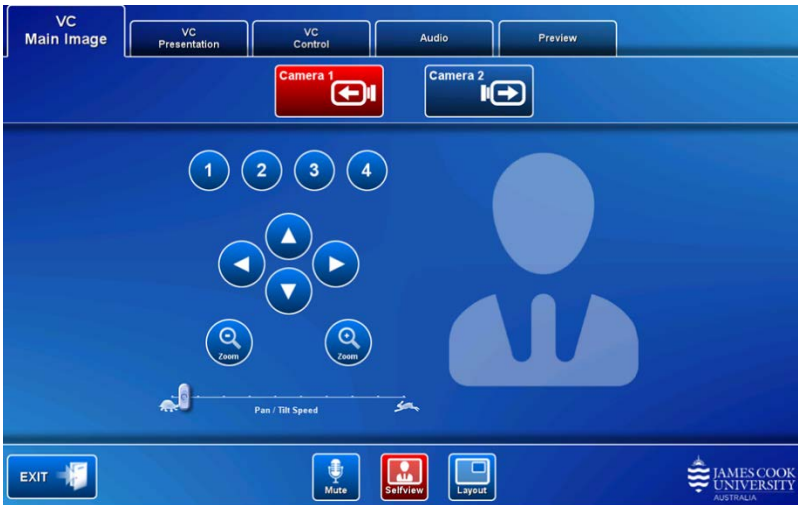 VC
Main Image
VC
Presentation
VC
Control
Audio
Preview
Camera 1
Camera 2
1 2 3 4
Zoom Zoom
Pan / Tilt Speed
EXIT
Mute
Selfview
Layout
JAMES COOK
UNIVERSITY
AUSTRALIA